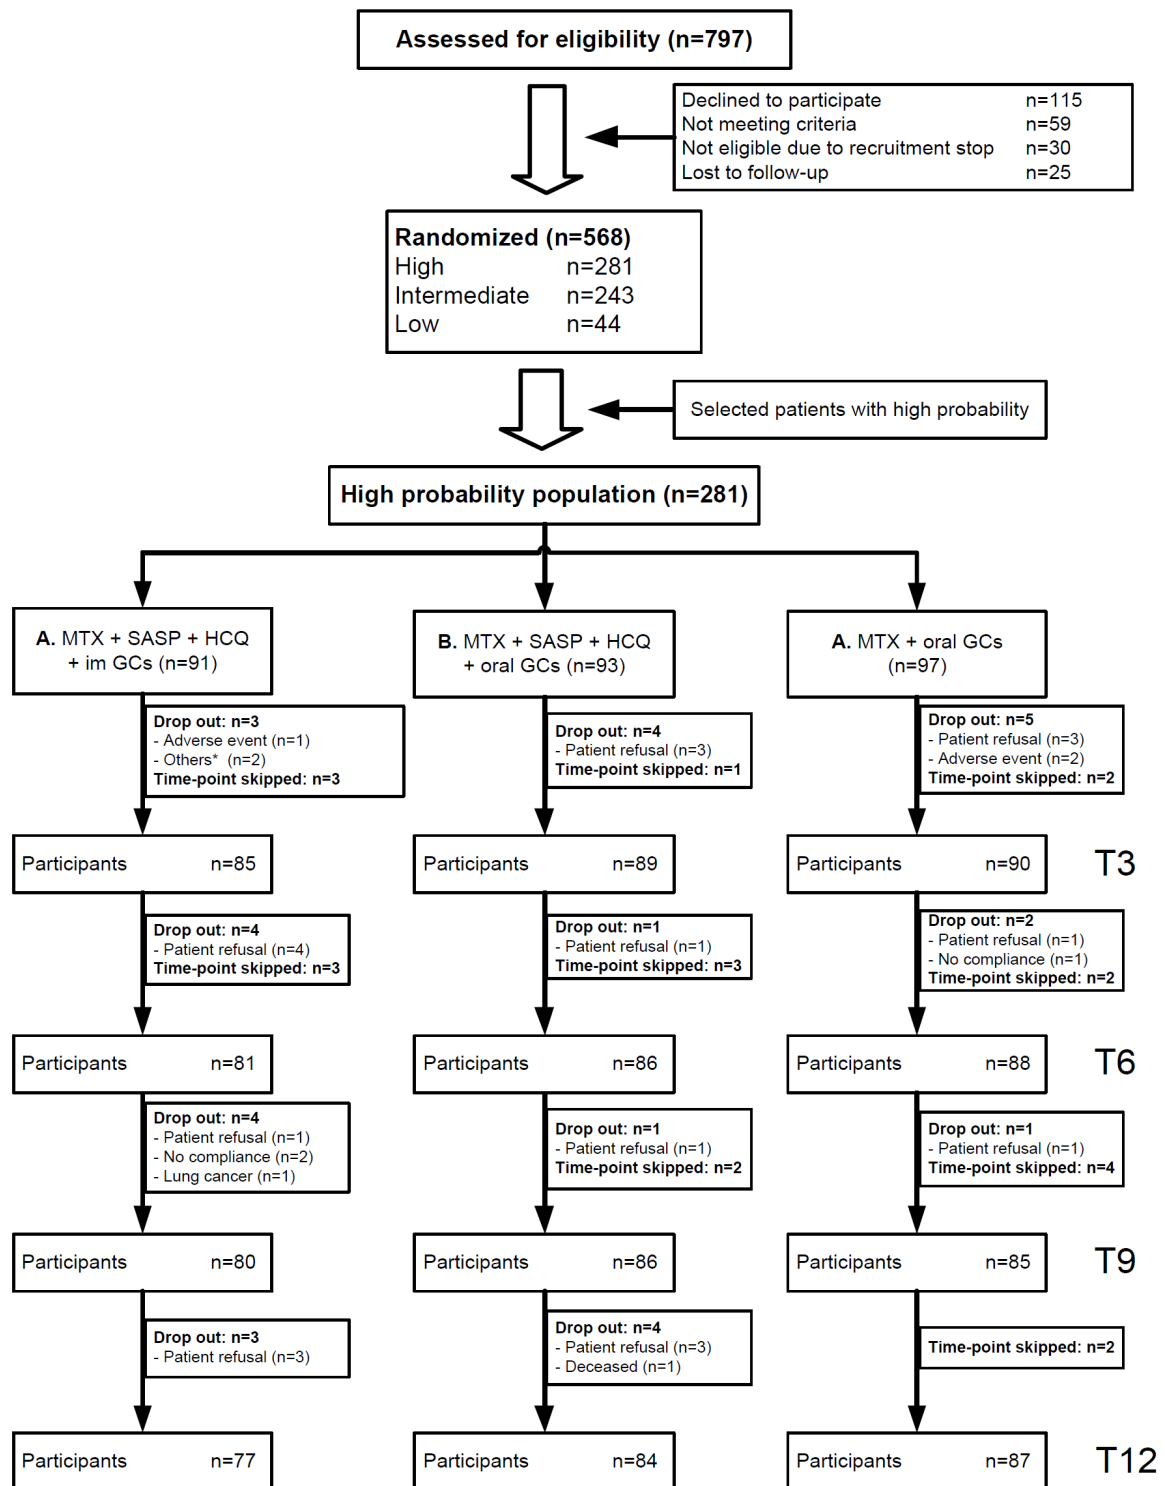 Assessed for eligibility (n=797)
Declined to participate n=115
Not meeting criteria n=59
Not eligible due to recruitment stop n=30
Lost to follow-up n=25
Randomized (n=568)
High n=281
Intermediate n=243
Low n=44
Selected patients with high probability
High probability population (n=281)
A. MTX + SASP + HCQ
+ im GCs (n=91)
B. MTX + SASP + HCQ
+ oral GCs (n=93)
A. MTX + oral GCs
(n=97)
Drop out: n=3
- Adverse event (n=1)
- Others* (n=2)
Time-point skipped: n=3
Drop out: n=4
- Patient refusal (n=3)
Time-point skipped: n=1
Drop out: n=5
- Patient refusal (n=3)
- Adverse event (n=2)
Time-point skipped: n=2
Participants n=85
Participants n=89
Participants n=90
T3
Drop out: n=4
- Patient refusal (n=4)
Time-point skipped: n=3
Drop out: n=1
- Patient refusal (n=1)
Time-point skipped: n=3
Drop out: n=2
- Patient refusal (n=1)
- No compliance (n=1)
Time-point skipped: n=2
Participants n=81
Participants n=86
Participants n=88
T6
Drop out: n=4
- Patient refusal (n=1)
- No compliance (n=2)
- Lung cancer (n=1)
Drop out: n=1
- Patient refusal (n=1)
Time-point skipped: n=2
Drop out: n=1
- Patient refusal (n=1)
Time-point skipped: n=4
Participants n=80
Participants n=86
Participants n=85
T9
Drop out: n=3
- Patient refusal (n=3)
Drop out: n=4
- Patient refusal (n=3)
- Deceased (n=1)
Time-point skipped: n=2
Participants n=77
Participants n=84
Participants n=87
T12